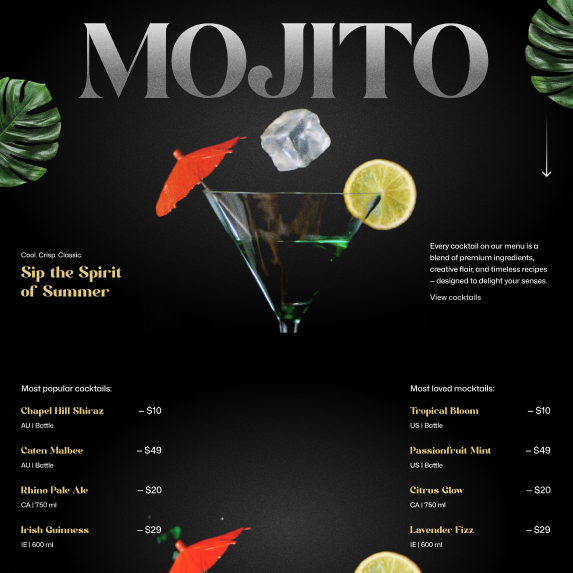 MOJITO
Cool. Crisp. Classic.
Sip the Spirit
of Summer
Every cocktail on our menu is a
blend of premium ingredients,
creative flair, and timeless recipes
— designed to delight your senses.
View cocktails
Most popular cocktails:
Chapel Hill Shiraz — $10
AU | Bottle
Caten Malbee — $49
AU | Bottle
Rhino Pale Ale — $20
CA | 750 ml
Irish Guinness — $29
IE | 600 ml
Most loved mocktails:
Tropical Bloom — $10
US | Bottle
Passionfruit Mint — $49
US | Bottle
Citrus Glow — $20
CA | 750 ml
Lavender Fizz — $29
IE | 600 ml